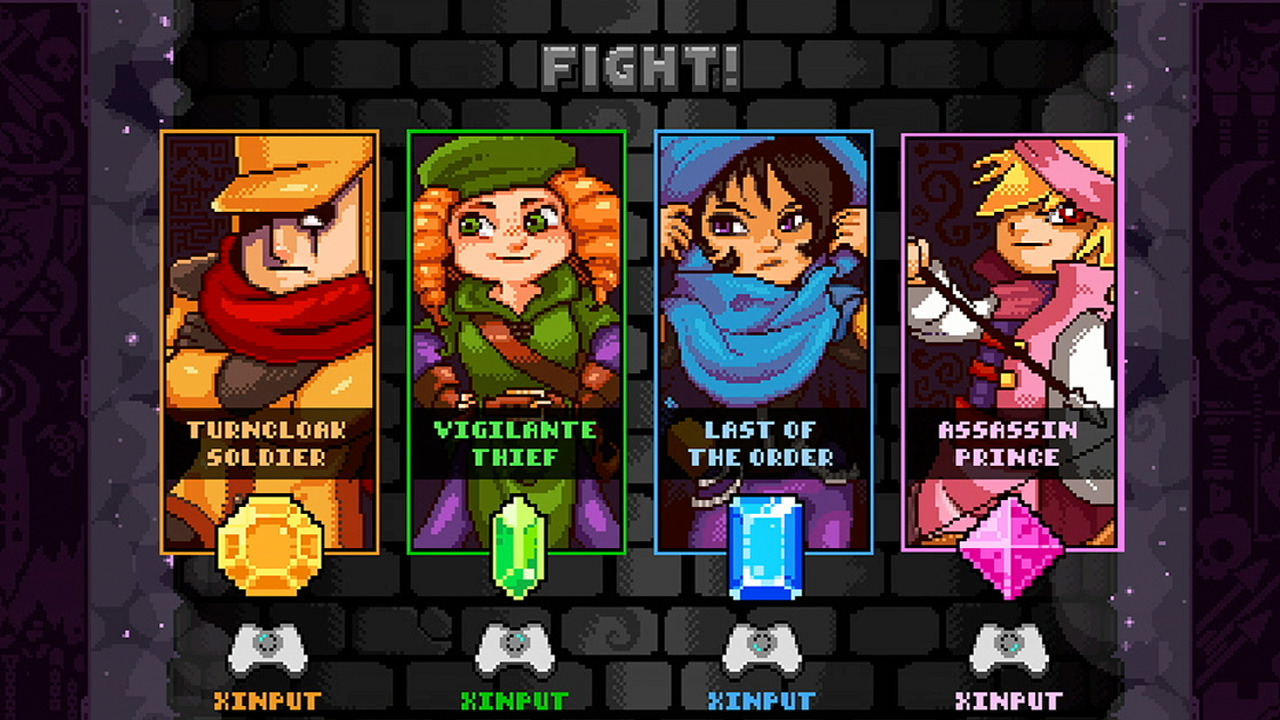 FIGHT!
TURNCLOAK
SOLDIER
VIGILANTE
THIEF
LAST OF
THE ORDER
ASSASSIN
PRINCE
XINPUT
XINPUT
XINPUT
XINPUT